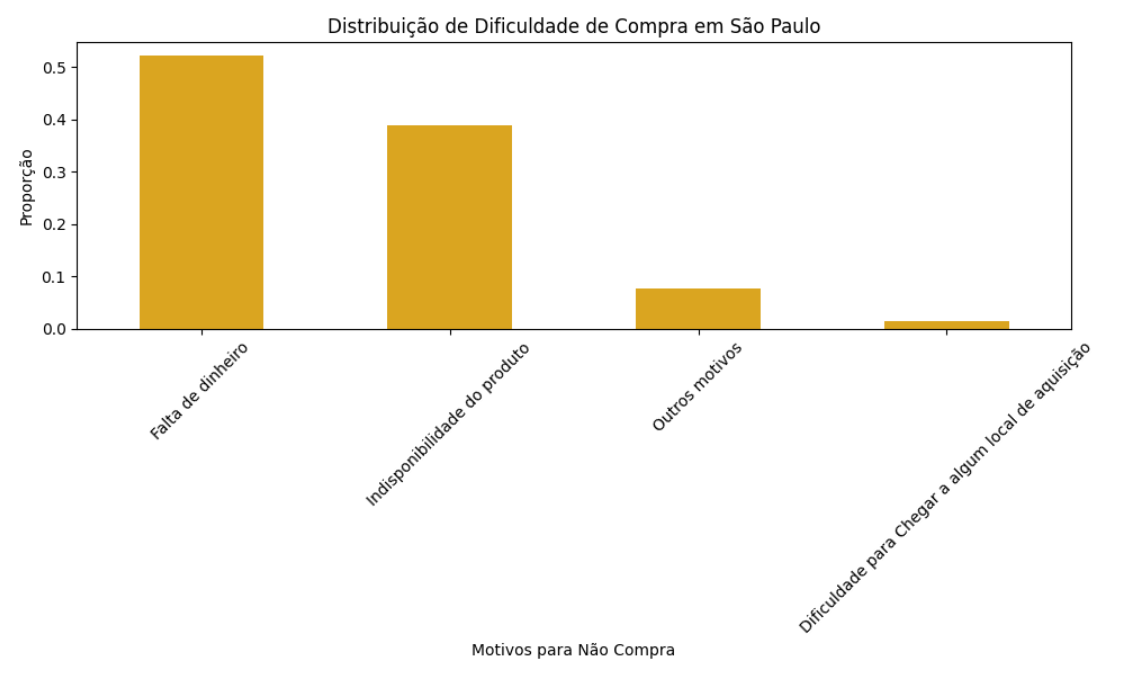 Distribuição de Dificuldade de Compra em São Paulo
Proporção
0.5
0.4
0.3
0.2
0.1
0.0
Falta de dinheiro
Indisponibilidade do produto
Outros motivos
Dificuldade para Chegar a algum local de aquisição
Motivos para Não Compra